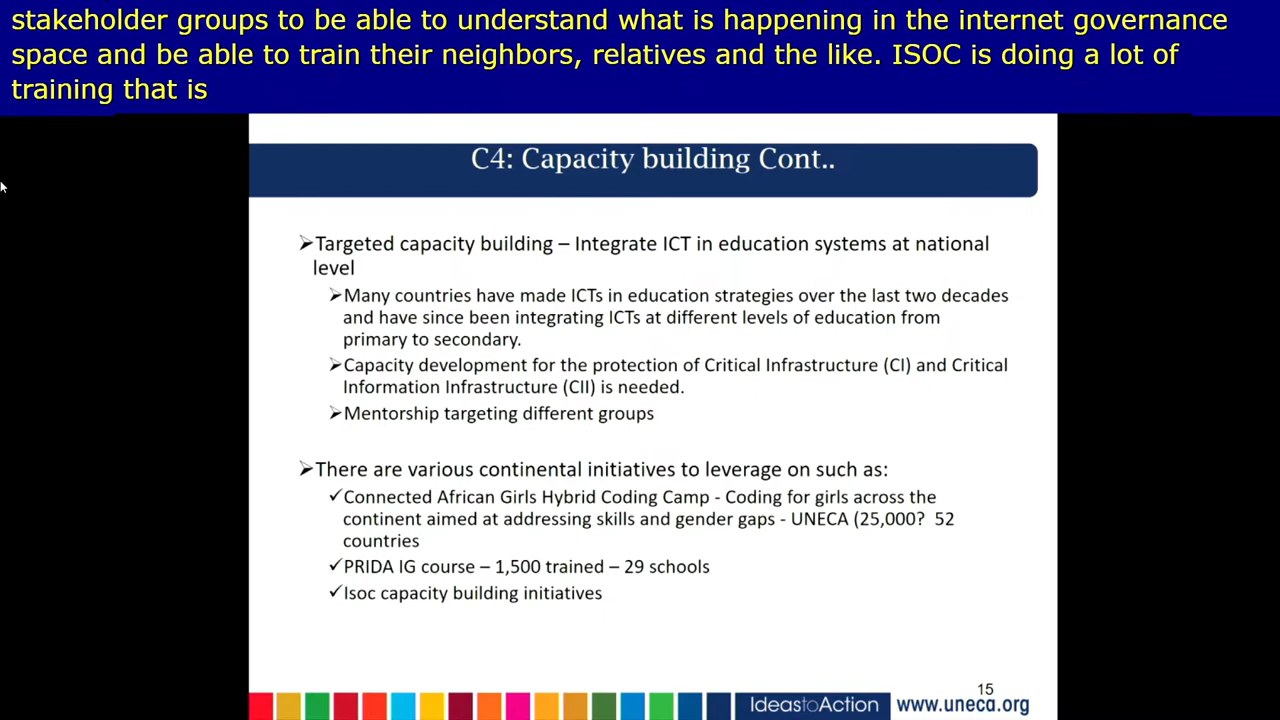 stakeholder groups to be able to understand what is happening in the internet governance
space and be able to train their neighbors, relatives and the like. ISOC is doing a lot of
training that is
C4: Capacity building Cont..
➢Targeted capacity building – Integrate ICT in education systems at national
level
➢Many countries have made ICTs in education strategies over the last two decades
and have since been integrating ICTs at different levels of education from
primary to secondary.
➢Capacity development for the protection of Critical Infrastructure (CI) and Critical
Information Infrastructure (CII) is needed.
➢Mentorship targeting different groups
➢There are various continental initiatives to leverage on such as:
✓Connected African Girls Hybrid Coding Camp - Coding for girls across the
continent aimed at addressing skills and gender gaps - UNECA (25,000? 52
countries
✓PRIDA IG course – 1,500 trained – 29 schools
✓Isoc capacity building initiatives
15
IdeastoAction www.uneca.org